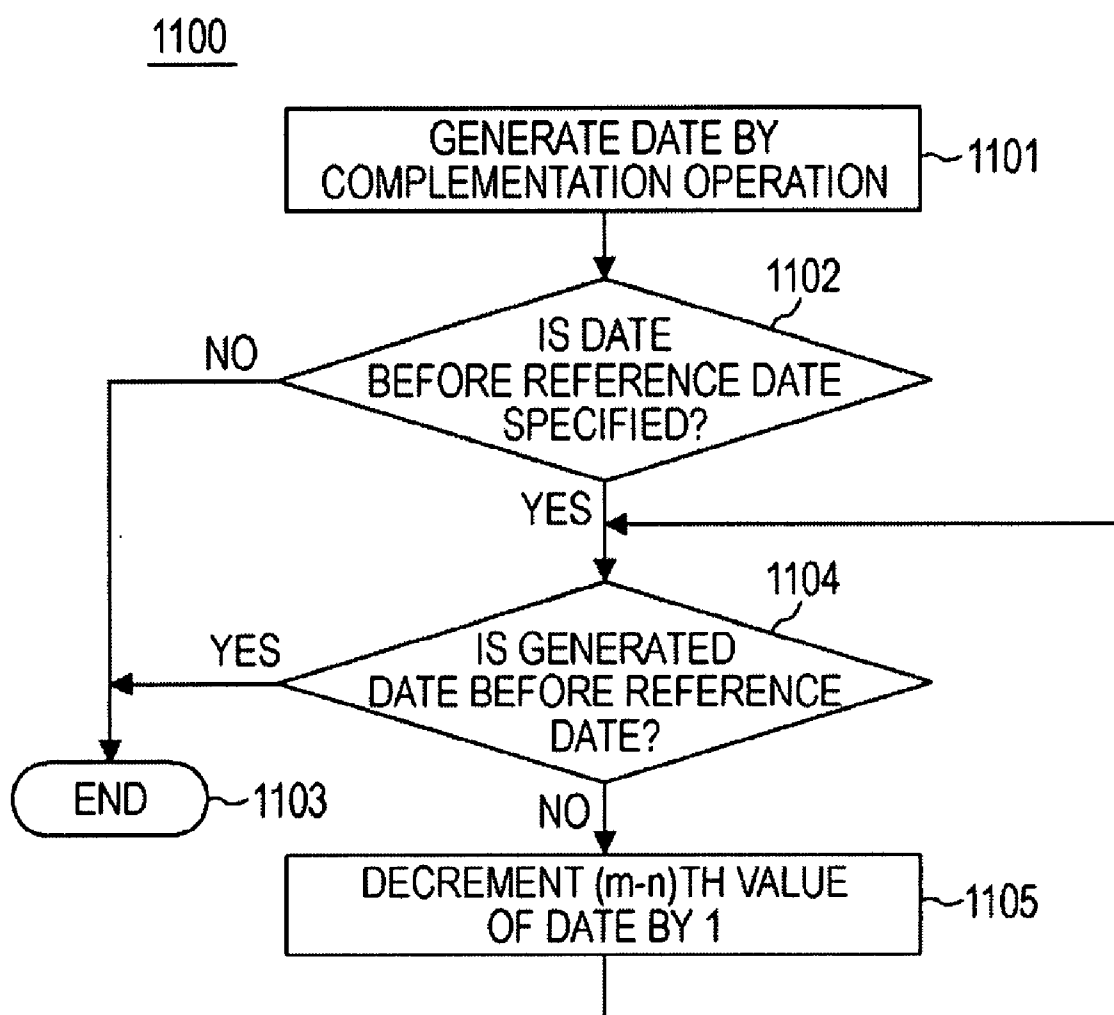 1100
GENERATE DATE BY
COMPLEMENTATION OPERATION
1101
1102
IS DATE
BEFORE REFERENCE DATE
SPECIFIED?
NO
YES
1104
IS GENERATED
DATE BEFORE REFERENCE
DATE?
YES
END
1103
NO
DECREMENT (m-n)TH VALUE
OF DATE BY 1
1105